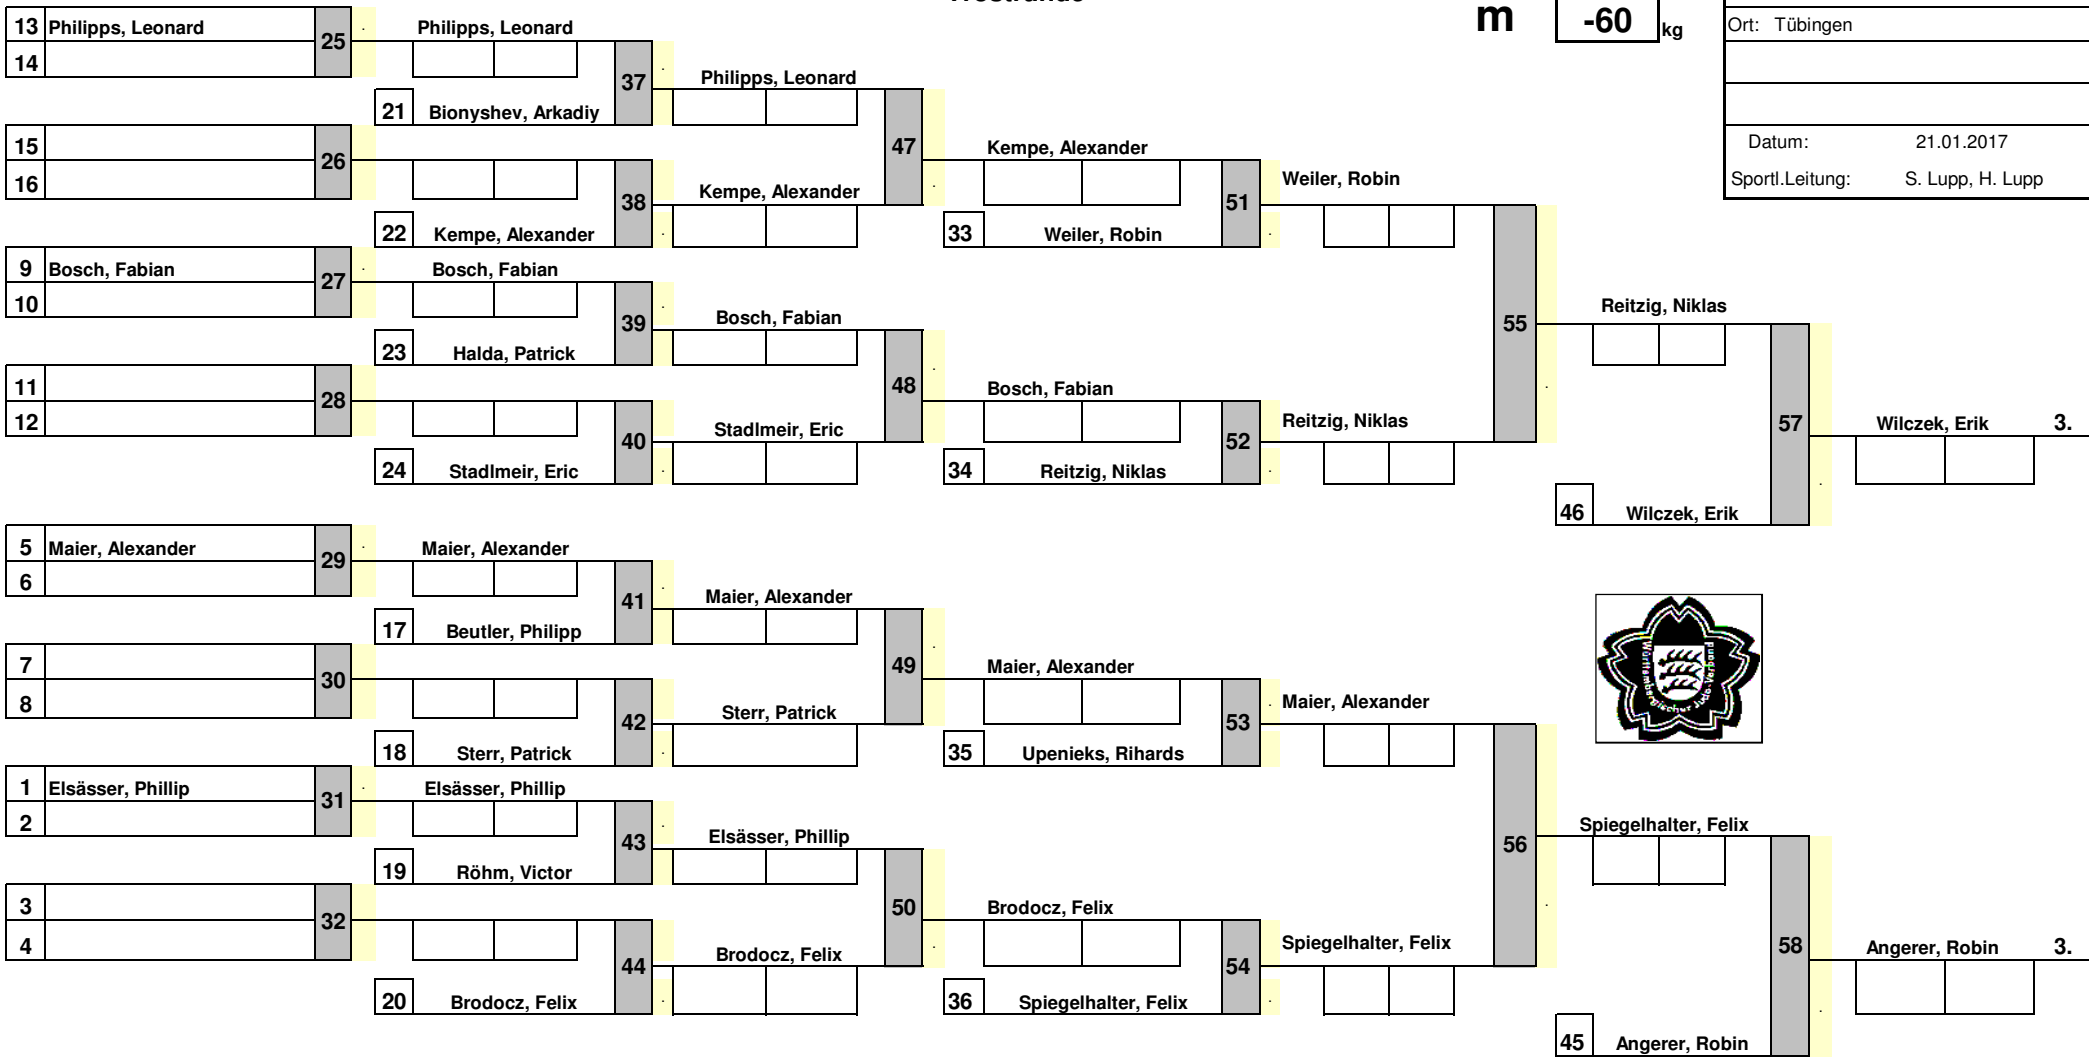 m -60 kg
Ort: Tübingen
Datum: 21.01.2017
Sportl.Leitung: S. Lupp, H. Lupp
13 Philipps, Leonard 25 Philipps, Leonard
14
37 Philipps, Leonard
21 Bionyshev, Arkadiy
15
26
16
47 Kempe, Alexander
38 Kempe, Alexander
22 Kempe, Alexander
33 Weiler, Robin
51 Weiler, Robin
9 Bosch, Fabian 27 Bosch, Fabian
10
39 Bosch, Fabian
23 Halda, Patrick
11
28
12
48 Bosch, Fabian
40 Stadlmeir, Eric
24 Stadlmeir, Eric
34 Reitzig, Niklas
52 Reitzig, Niklas
55 Reitzig, Niklas
57 Wilczek, Erik 3.
46 Wilczek, Erik
5 Maier, Alexander 29 Maier, Alexander
6
41 Maier, Alexander
17 Beutler, Philipp
7
30
8
49 Maier, Alexander
42 Sterr, Patrick
18 Sterr, Patrick
35 Upenieks, Rihards
53 Maier, Alexander
Württembergischer Judo-Verband
1 Elsässer, Phillip 31 Elsässer, Phillip
2
43 Elsässer, Phillip
19 Röhm, Victor
3
32
4
50 Brodocz, Felix
44 Brodocz, Felix
20 Brodocz, Felix
36 Spiegelhalter, Felix
54 Spiegelhalter, Felix
56 Spiegelhalter, Felix
58 Angerer, Robin 3.
45 Angerer, Robin